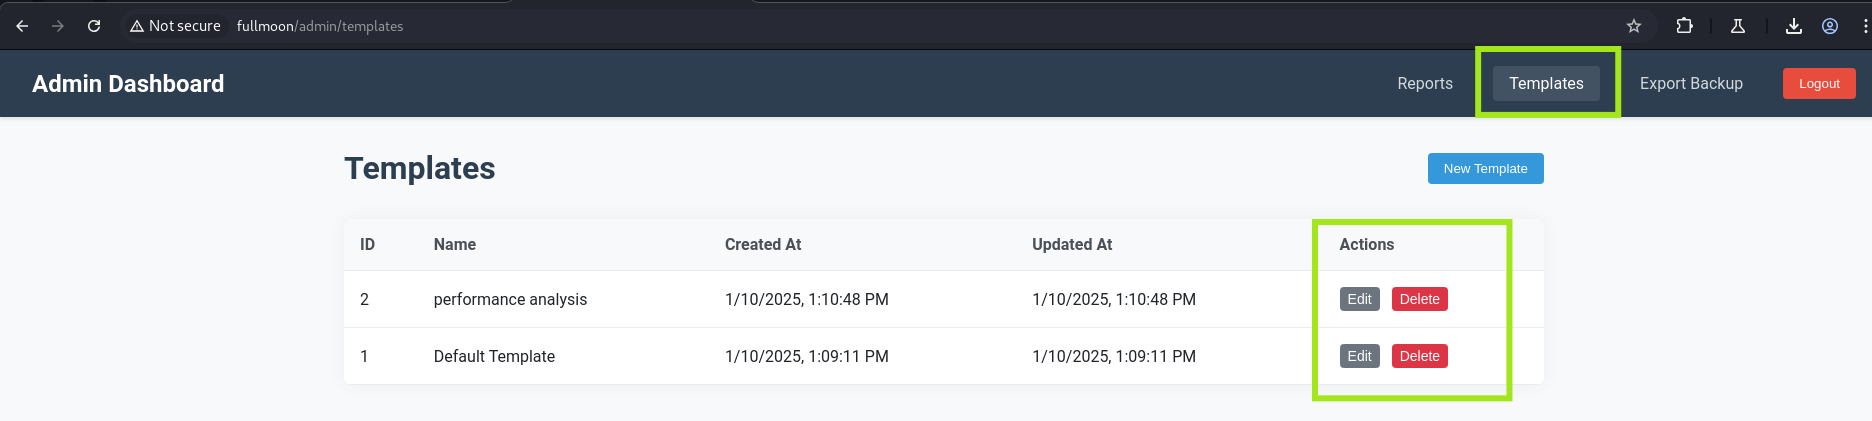 Not secure fullmoon/admin/templates
Admin Dashboard Reports Templates Export Backup Logout
Templates New Template
ID Name Created At Updated At Actions
2 performance analysis 1/10/2025, 1:10:48 PM 1/10/2025, 1:10:48 PM Edit Delete
1 Default Template 1/10/2025, 1:09:11 PM 1/10/2025, 1:09:11 PM Edit Delete